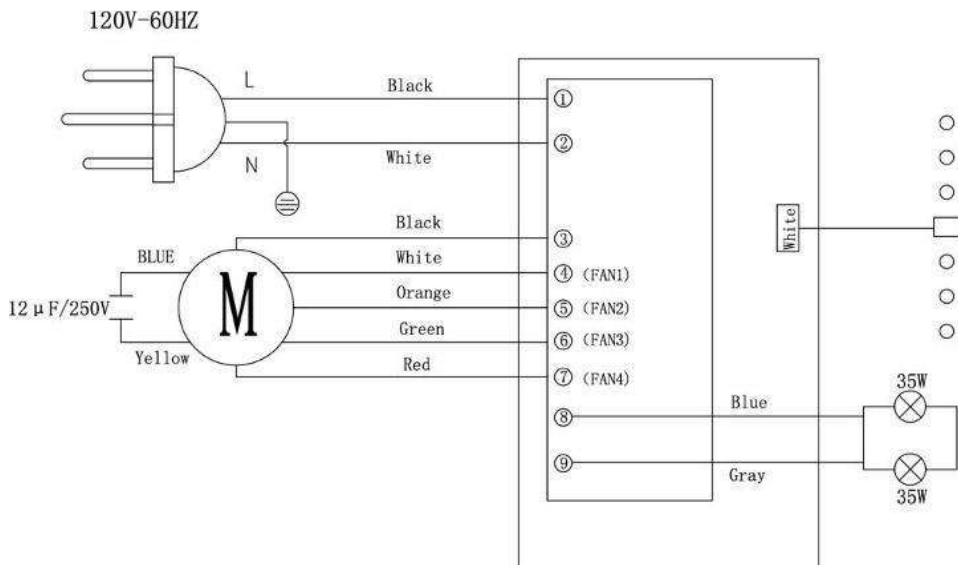 120V-60HZ
L
Black
①
N
White
②
Black
③
BLUE
White
④ (FAN1)
White
12μF/250V
M
Orange
⑤ (FAN2)
Green
⑥ (FAN3)
Yellow
Red
⑦ (FAN4)
35W
⑧
Blue
⑨
Gray
35W